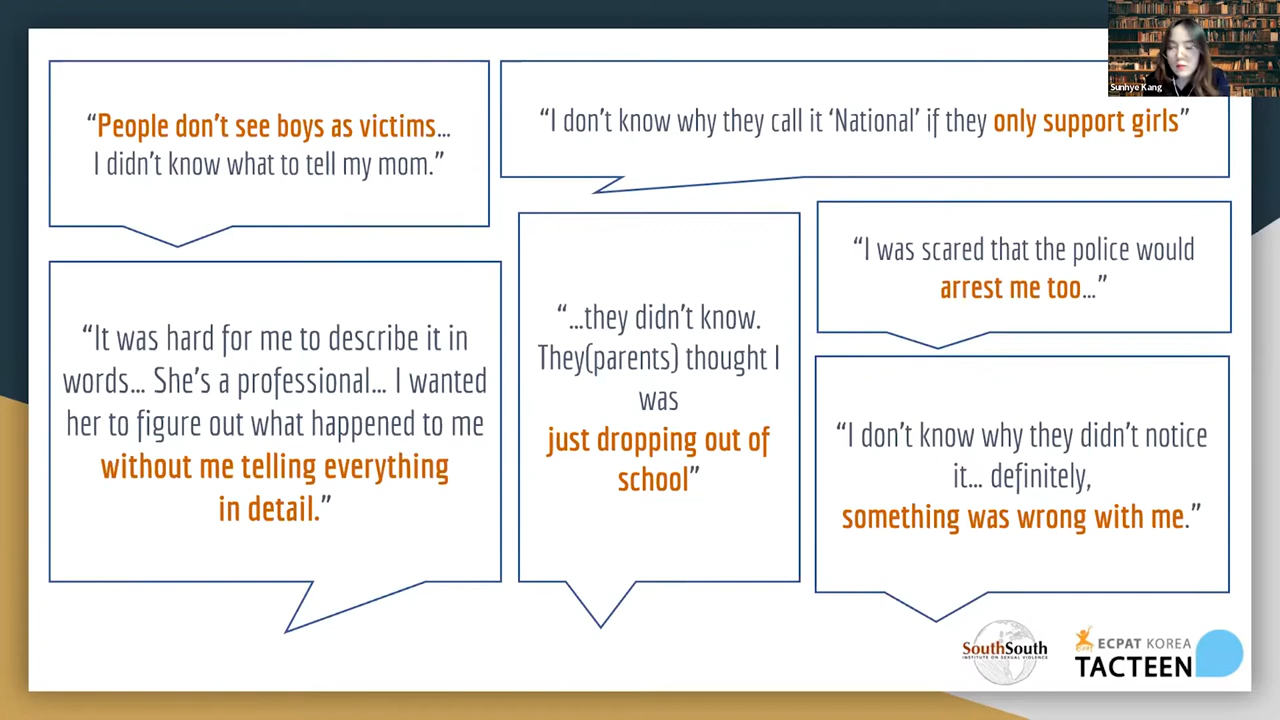 “People don’t see boys as victims…
I didn’t know what to tell my mom.”
“I don’t know why they call it ‘National’ if they only support girls”
Sunhye Kang
“I was scared that the police would
arrest me too…”
“It was hard for me to describe it in
words… She’s a professional… I wanted
her to figure out what happened to me
without me telling everything
in detail.”
“…they didn’t know.
They(parents) thought I
was
just dropping out of
school”
“I don’t know why they didn’t notice
it… definitely,
something was wrong with me.”
SouthSouth
INSTITUTE ON SEXUAL VIOLENCE
ECPAT KOREA
TACTEEN